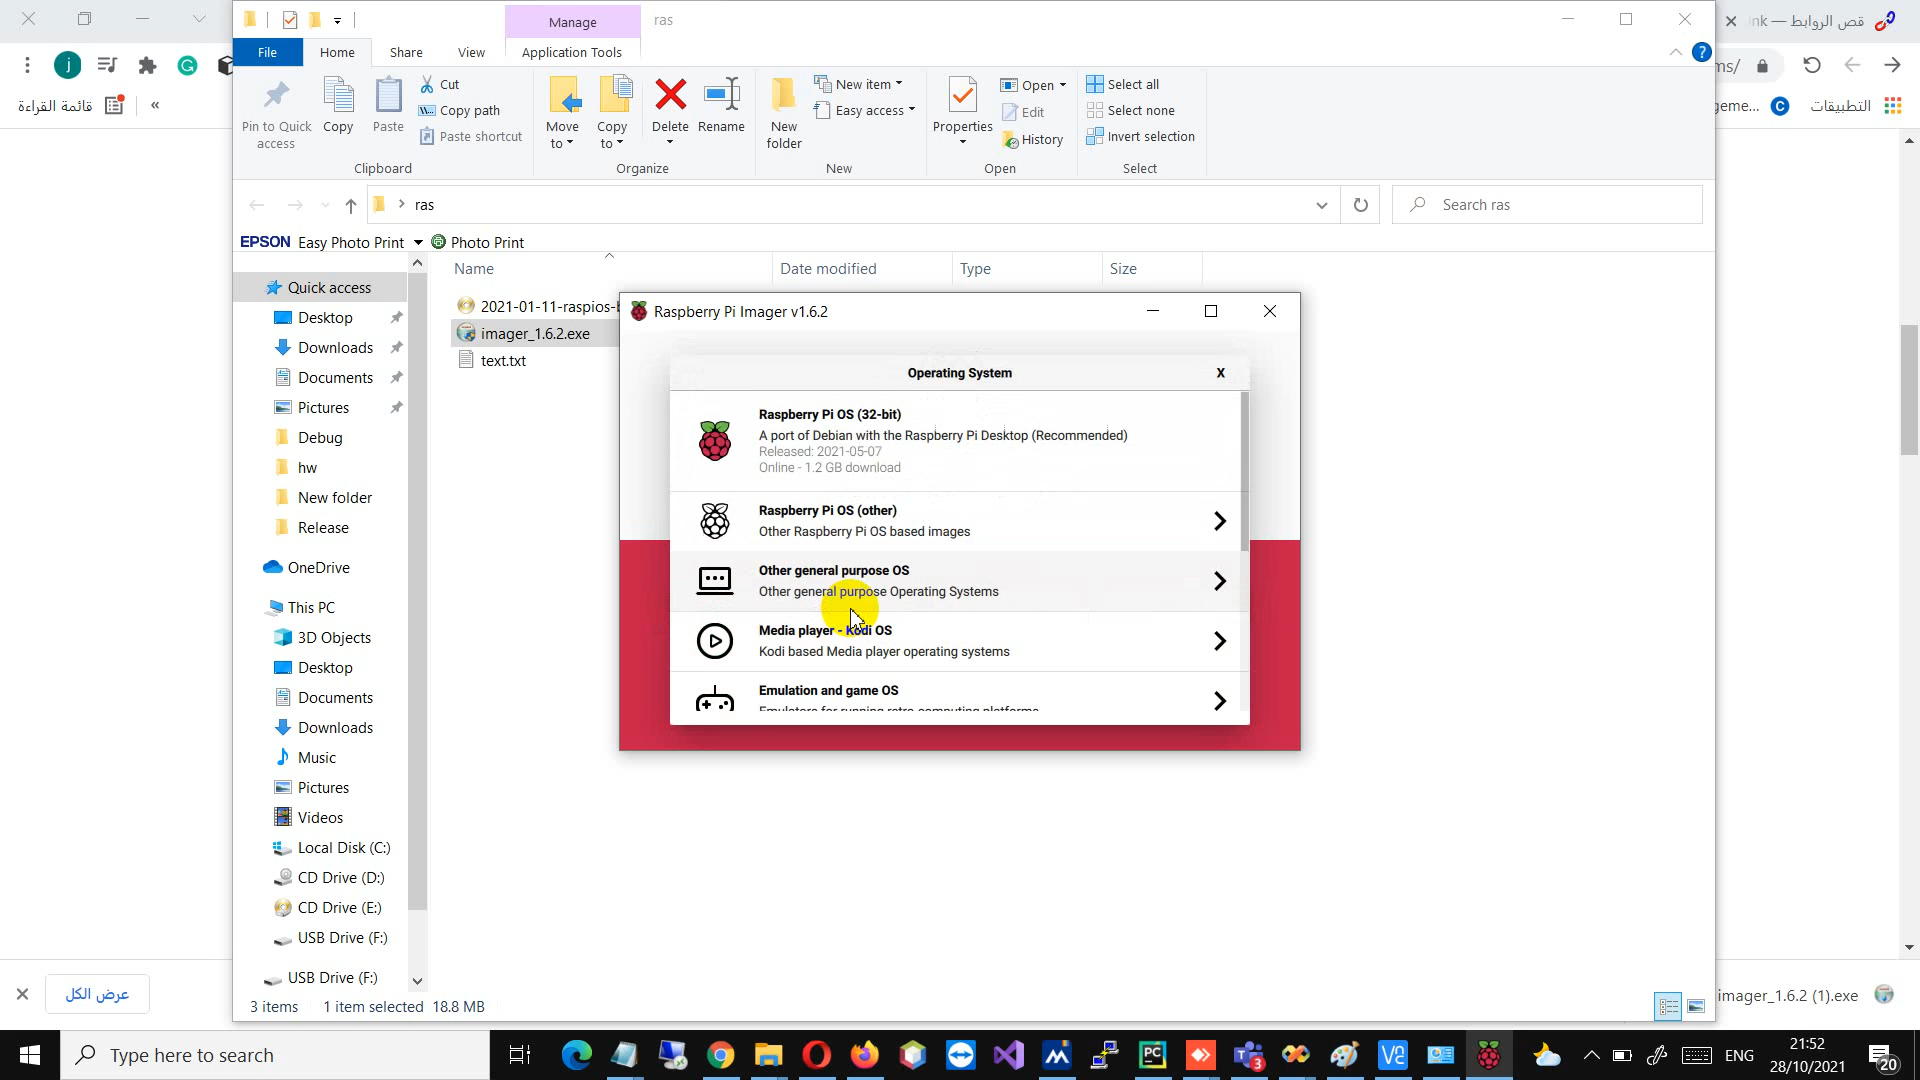 قص الروابط — nk
ms/
geme...
التطبيقات
قائمة القراءة
«
j
Manage
ras
File
Home
Share
View
Application Tools
Pin to Quick access
Copy
Paste
Cut
Copy path
Paste shortcut
Clipboard
Move to
Copy to
Delete
Rename
Organize
New folder
New item
Easy access
New
Properties
Open
Edit
History
Open
Select all
Select none
Invert selection
Select
ras
Search ras
EPSON Easy Photo Print
Photo Print
Name
Date modified
Type
Size
Quick access
Desktop
Downloads
Documents
Pictures
Debug
hw
New folder
Release
OneDrive
This PC
3D Objects
Desktop
Documents
Downloads
Music
Pictures
Videos
Local Disk (C:)
CD Drive (D:)
CD Drive (E:)
USB Drive (F:)
USB Drive (F:)
2021-01-11-raspios-
imager_1.6.2.exe
text.txt
Raspberry Pi Imager v1.6.2
Operating System
X
Raspberry Pi OS (32-bit)
A port of Debian with the Raspberry Pi Desktop (Recommended)
Released: 2021-05-07
Online - 1.2 GB download
Raspberry Pi OS (other)
Other Raspberry Pi OS based images
Other general purpose OS
Other general purpose Operating Systems
Media player - Kodi OS
Kodi based Media player operating systems
Emulation and game OS
Emulators for running retro computing platforms
3 items
1 item selected 18.8 MB
عرض الكل
imager_1.6.2 (1).exe
Type here to search
PC
3
V2
ENG
21:52
28/10/2021
20